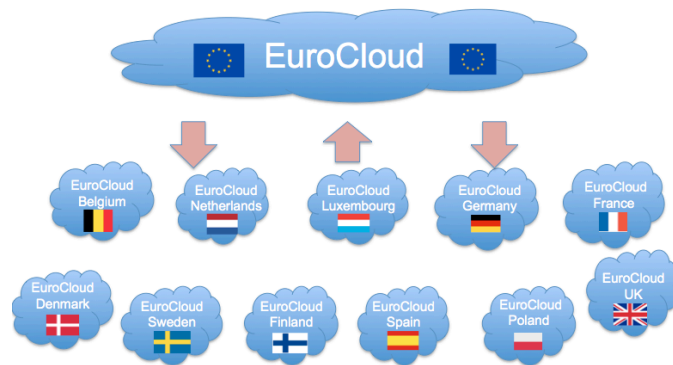 EuroCloud
EuroCloud
Belgium
EuroCloud
Netherlands
EuroCloud
Luxembourg
EuroCloud
Germany
EuroCloud
France
EuroCloud
Denmark
EuroCloud
Sweden
EuroCloud
Finland
EuroCloud
Spain
EuroCloud
Poland
EuroCloud
UK